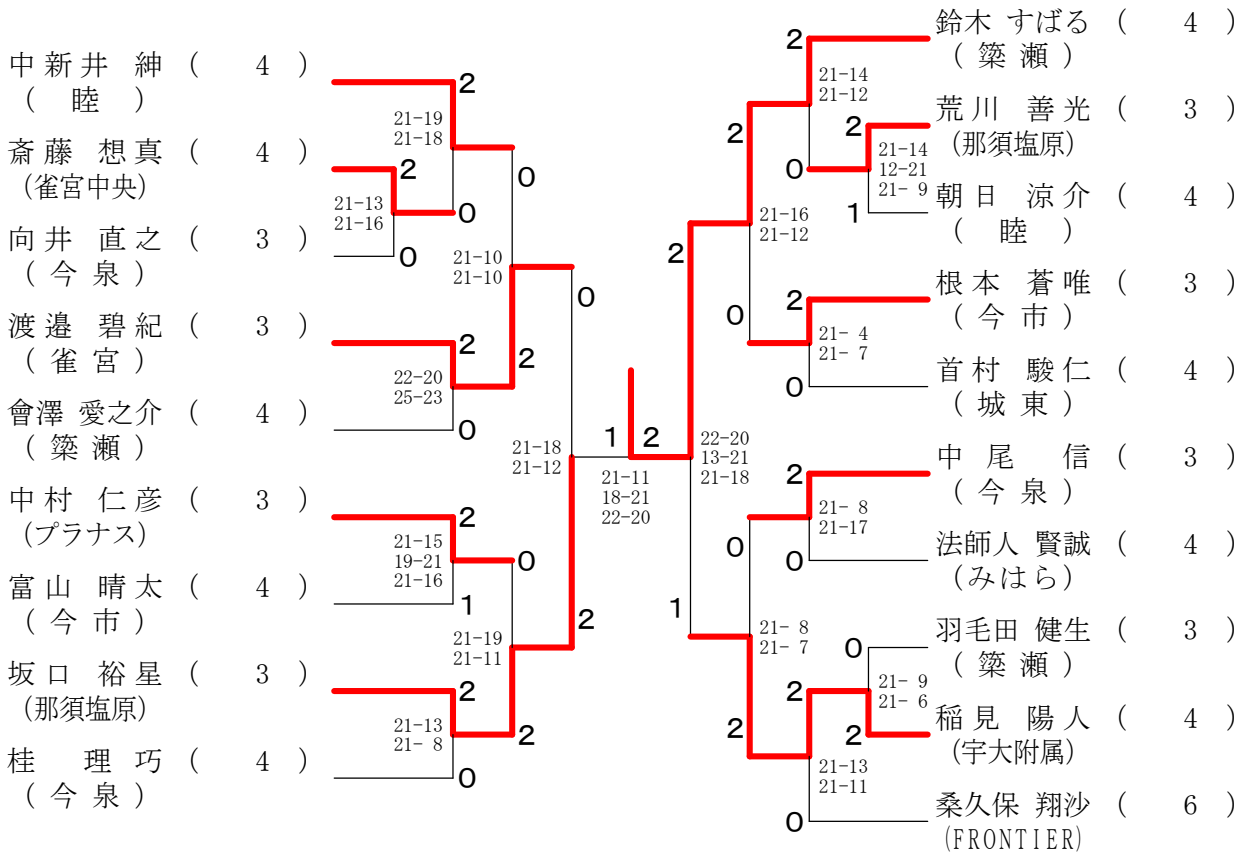 中新井 紳 ( 4 )
( 睦 )
斎藤 想真 ( 4 )
(雀宮中央)
向井 直之 ( 3 )
( 今 泉 )
渡邉 碧紀 ( 3 )
( 雀 宮 )
會澤 愛之介 ( 4 )
( 簗 瀬 )
中村 仁彦 ( 3 )
(プラナス)
富山 晴太 ( 4 )
( 今 市 )
坂口 裕星 ( 3 )
(那須塩原)
桂 理巧 ( 4 )
( 今 泉 )
2
21-19
21-18
0
2
21-13
21-16
0
0
21-10
21-10
2
2
22-20
25-23
0
0
21-18
21-12
2
2
21-15
19-21
21-16
1
0
21-19
21-11
2
2
21-13
21- 8
0
1
2
21-11
18-21
22-20
2
22-20
13-21
21-18
1
2
21-16
21-12
0
2
21-14
21-12
0
2
21-14
12-21
21- 9
1
2
21- 4
21- 7
0
2
21- 8
21-17
0
0
21- 8
21- 7
2
0
21- 9
21- 6
2
2
21-13
21-11
0
鈴木 すばる ( 4 )
( 簗 瀬 )
荒川 善光 ( 3 )
(那須塩原)
朝日 涼介 ( 4 )
( 睦 )
根本 蒼唯 ( 3 )
( 今 市 )
首村 駿仁 ( 4 )
( 城 東 )
中尾 信 ( 3 )
( 今 泉 )
法師人 賢誠 ( 4 )
(みはら)
羽毛田 健生 ( 3 )
( 簗 瀬 )
稲見 陽人 ( 4 )
(宇大附属)
桑久保 翔沙 ( 6 )
(FRONTIER)